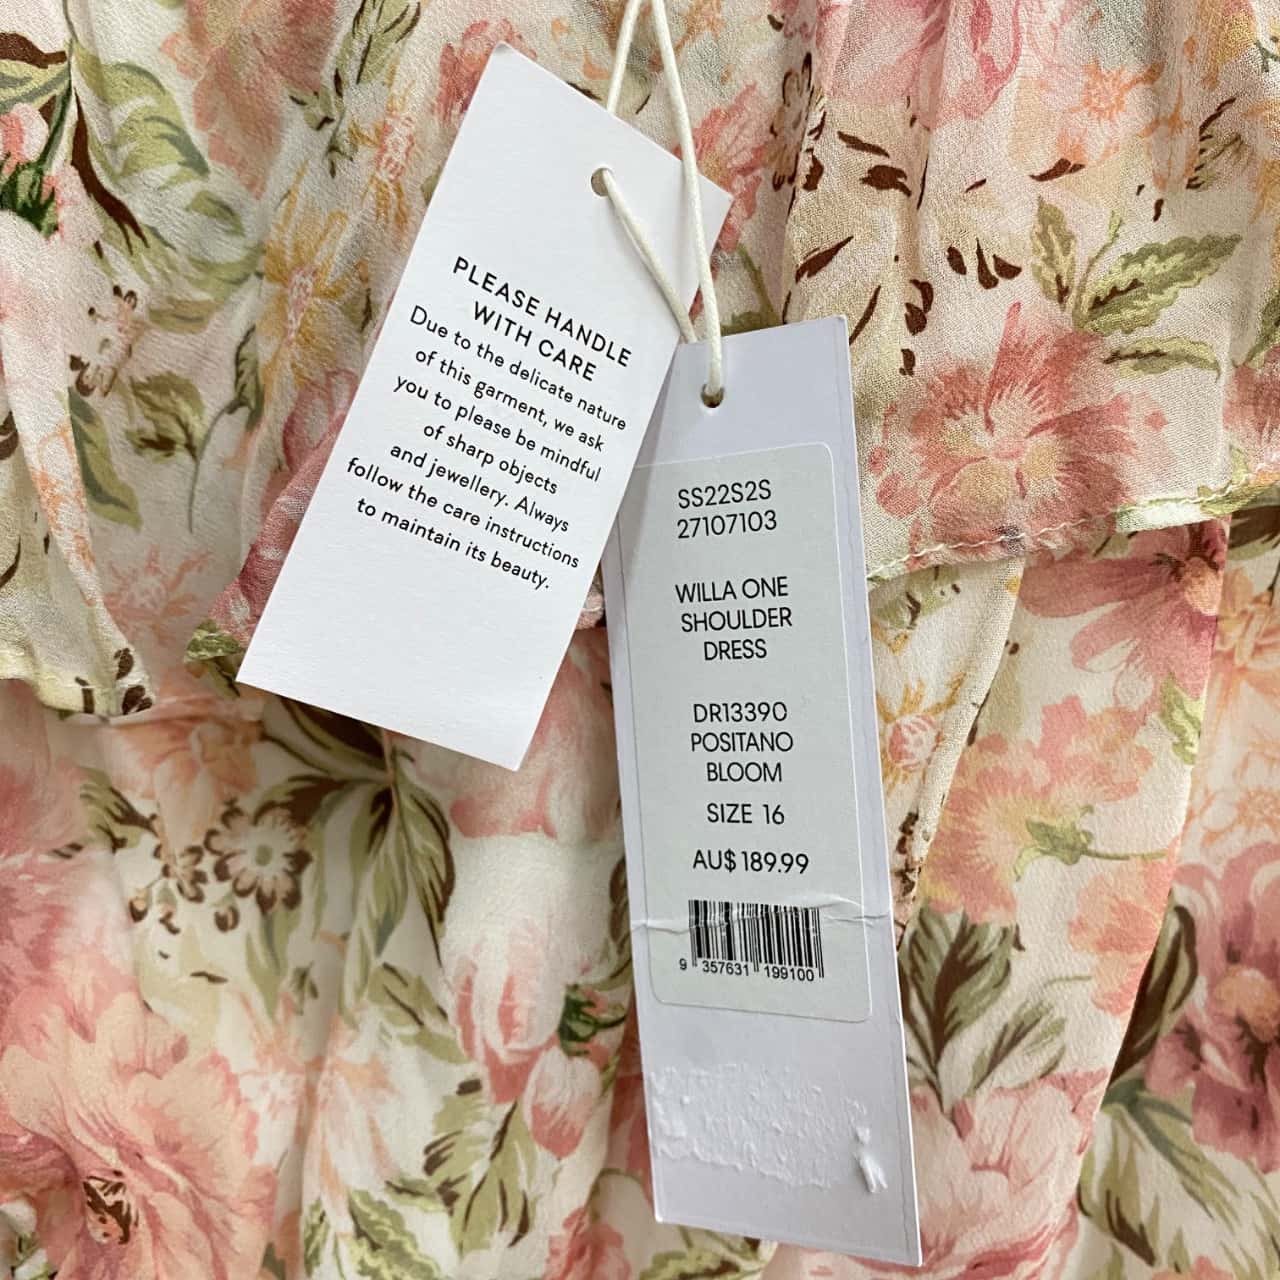 PLEASE HANDLE
WITH CARE
Due to the delicate nature
of this garment, we ask
you to please be mindful
of sharp objects
and jewellery. Always
follow the care instructions
to maintain its beauty.
SS22S2S
27107103
WILLA ONE
SHOULDER
DRESS
DR13390
POSITANO
BLOOM
SIZE 16
AU$ 189.99
9 357631 199100